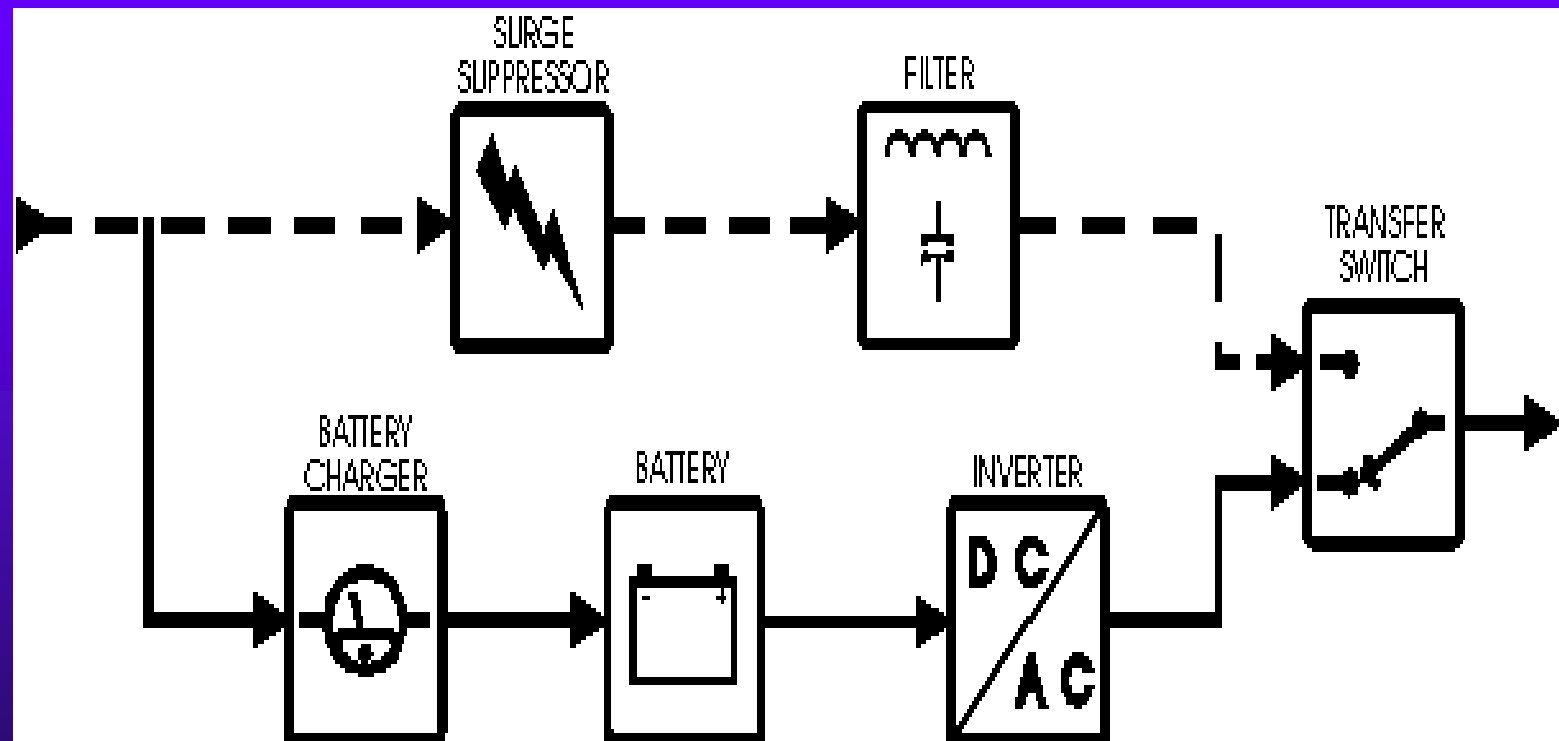 SURGE
SUPPRESSOR
FILTER
TRANSFER
SWITCH
BATTERY
CHARGER
BATTERY
INVERTER
- +
DC
AC